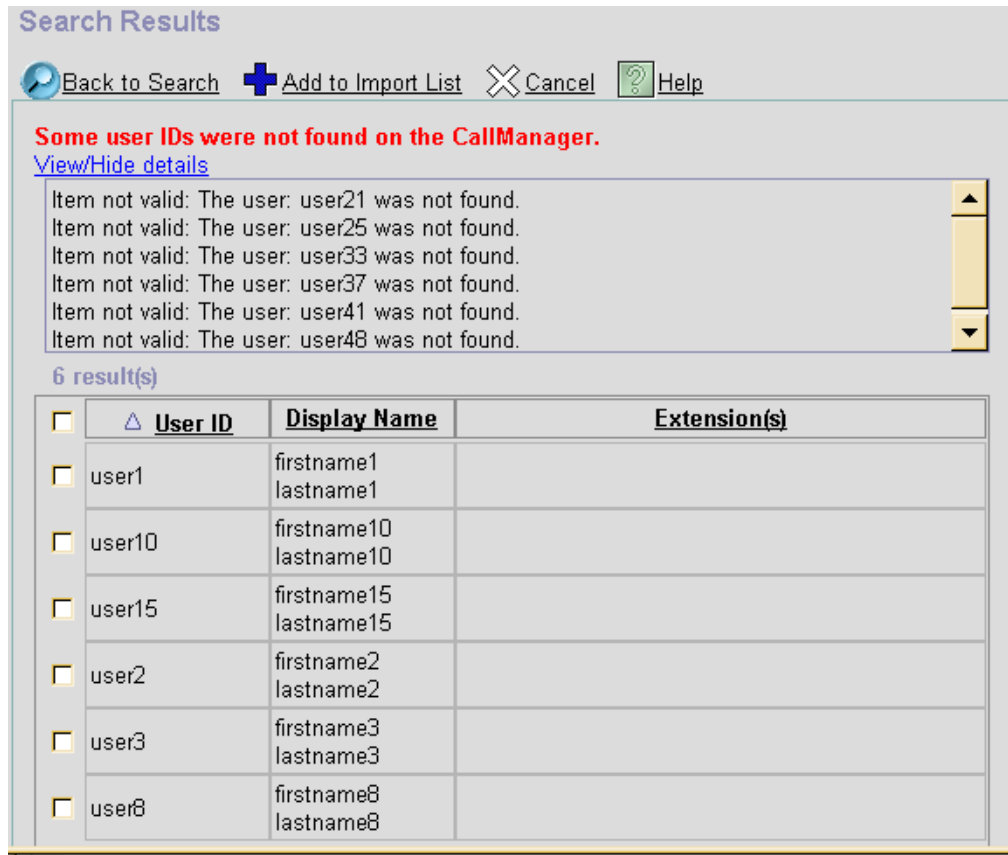 Search Results
Back to Search Add to Import List Cancel ? Help
Some user IDs were not found on the CallManager.
View/Hide details
Item not valid: The user: user21 was not found.
Item not valid: The user: user25 was not found.
Item not valid: The user: user33 was not found.
Item not valid: The user: user37 was not found.
Item not valid: The user: user41 was not found.
Item not valid: The user: user48 was not found.
6 result(s)
User ID Display Name Extension(s)
user1 firstname1
lastname1
user10 firstname10
lastname10
user15 firstname15
lastname15
user2 firstname2
lastname2
user3 firstname3
lastname3
user8 firstname8
lastname8